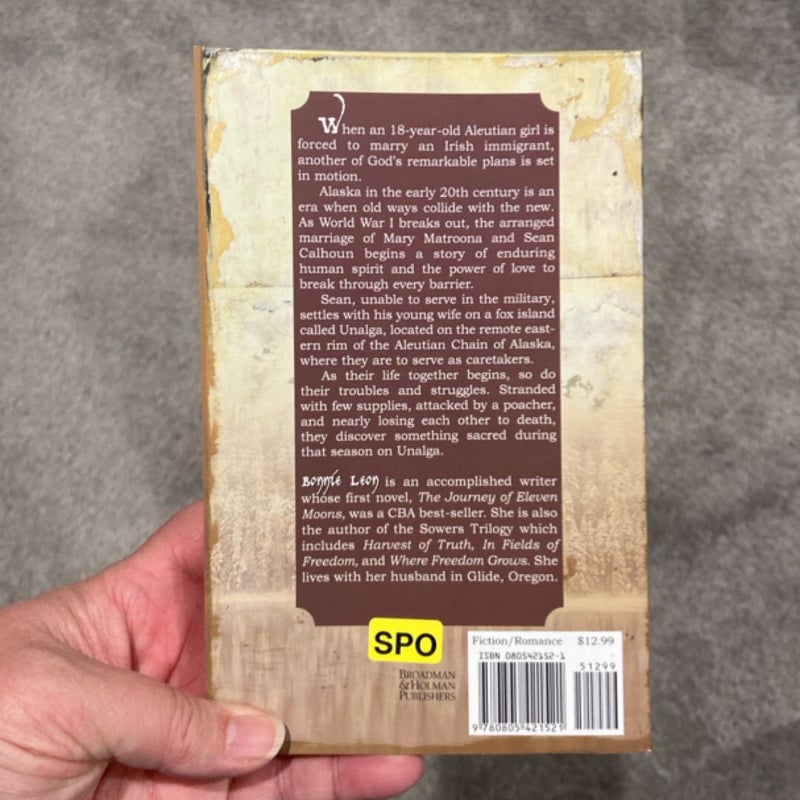 When an 18-year-old Aleutian girl is
forced to marry an Irish immigrant,
another of God's remarkable plans is set
in motion.
Alaska in the early 20th century is an
era when old ways collide with the new.
As World War I breaks out, the arranged
marriage of Mary Matroona and Sean
Calhoun begins a story of enduring
human spirit and the power of love to
break through every barrier.
Sean, unable to serve in the military,
settles with his young wife on a fox island
called Unalga, located on the remote east-
ern rim of the Aleutian Chain of Alaska,
where they are to serve as caretakers.
As their life together begins, so do
their troubles and struggles. Stranded
with few supplies, attacked by a poacher,
and nearly losing each other to death,
they discover something sacred during
that season on Unalga.
Bonnie Leon is an accomplished writer
whose first novel, The Journey of Eleven
Moons, was a CBA best-seller. She is also
the author of the Sowers Trilogy which
includes Harvest of Truth, In Fields of
Freedom, and Where Freedom Grows. She
lives with her husband in Glide, Oregon.
SPO
BROADMAN
& HOLMAN
PUBLISHERS
Fiction/Romance $12.99
ISBN 080542152-1
51299
9 780805 421521